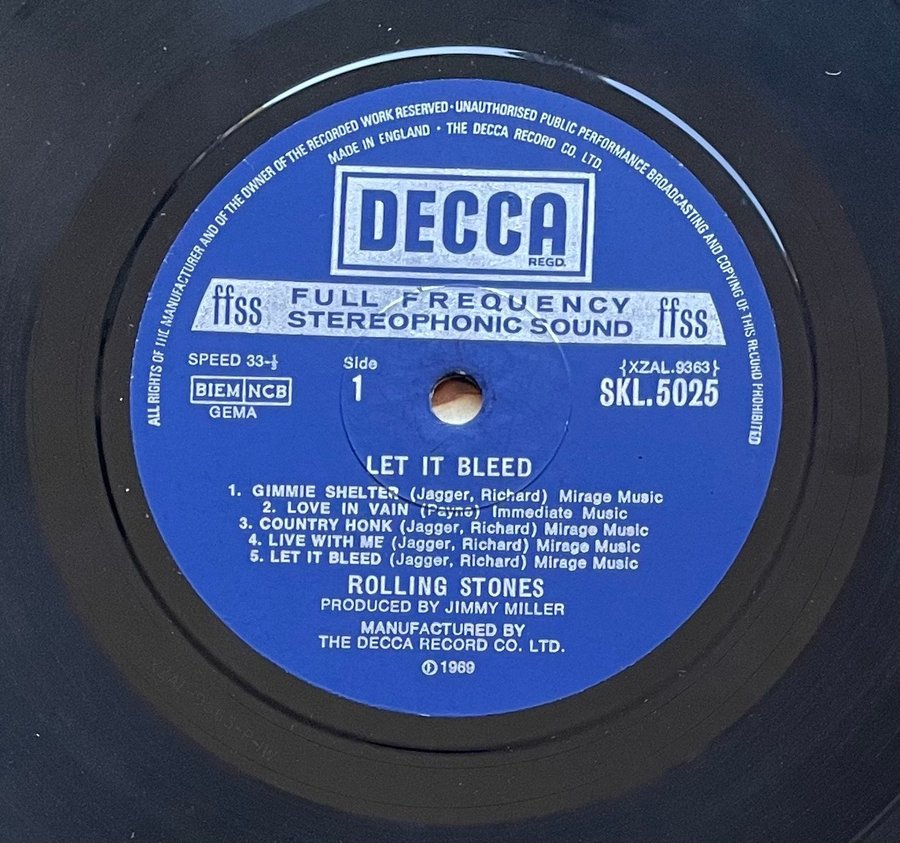 ALL RIGHTS OF THE MANUFACTURER AND OF THE OWNER OF THE RECORDED WORK RESERVED · UNAUTHORISED PUBLIC PERFORMANCE BROADCASTING AND COPYING OF THIS RECORD PROHIBITED
MADE IN ENGLAND · THE DECCA RECORD CO. LTD.
DECCA
REGD.
ffss FULL FREQUENCY ffss
STEREOPHONIC SOUND
SPEED 33-⅓ Side {XZAL.9363}
BIEM NCB 1 SKL.5025
GEMA
LET IT BLEED
1. GIMMIE SHELTER (Jagger, Richard) Mirage Music
2. LOVE IN VAIN (Payne) Immediate Music
3. COUNTRY HONK (Jagger, Richard) Mirage Music
4. LIVE WITH ME (Jagger, Richard) Mirage Music
5. LET IT BLEED (Jagger, Richard) Mirage Music
ROLLING STONES
PRODUCED BY JIMMY MILLER
MANUFACTURED BY
THE DECCA RECORD CO. LTD.
℗ 1969